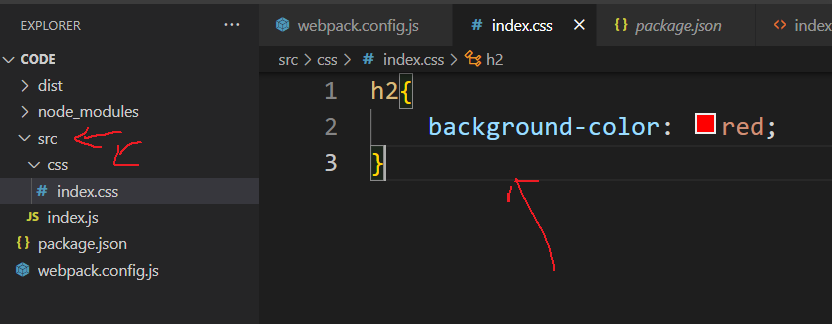 EXPLORER ···
CODE
dist
node_modules
src
css
# index.css
JS index.js
{} package.json
webpack.config.js
webpack.config.js # index.css × {} package.json <> index
src > css > # index.css > h2
1 h2{
2 background-color: red;
3 }